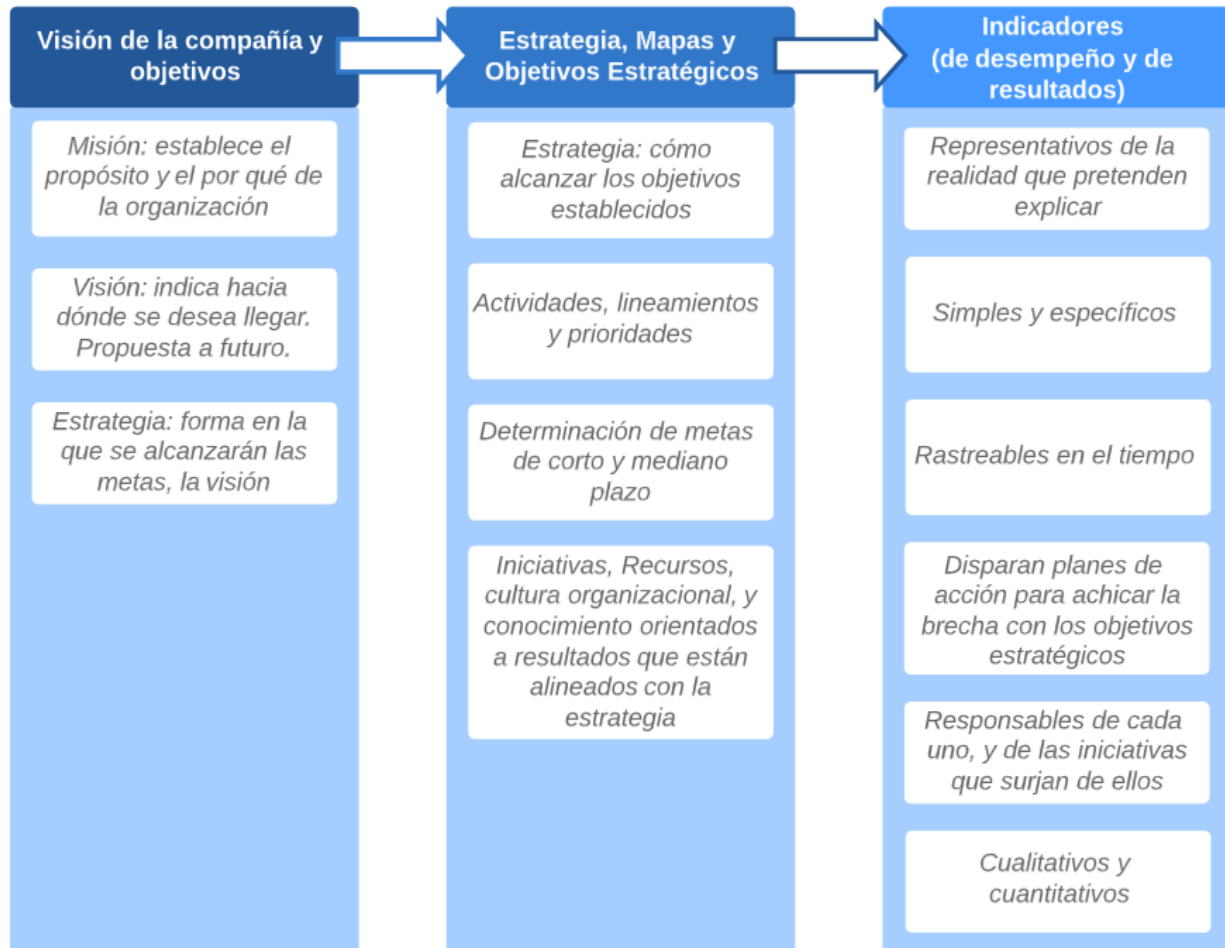 Visión de la compañía y
objetivos
Misión: establece el
propósito y el por qué de
la organización
Visión: indica hacia
dónde se desea llegar.
Propuesta a futuro.
Estrategia: forma en la
que se alcanzarán las
metas, la visión
Estrategia, Mapas y
Objetivos Estratégicos
Estrategia: cómo
alcanzar los objetivos
establecidos
Actividades, lineamientos
y prioridades
Determinación de metas
de corto y mediano
plazo
Iniciativas, Recursos,
cultura organizacional, y
conocimiento orientados
a resultados que están
alineados con la
estrategia
Indicadores
(de desempeño y de
resultados)
Representativos de la
realidad que pretenden
explicar
Simples y específicos
Rastreables en el tiempo
Disparan planes de
acción para achicar la
brecha con los objetivos
estratégicos
Responsables de cada
uno, y de las iniciativas
que surjan de ellos
Cualitativos y
cuantitativos